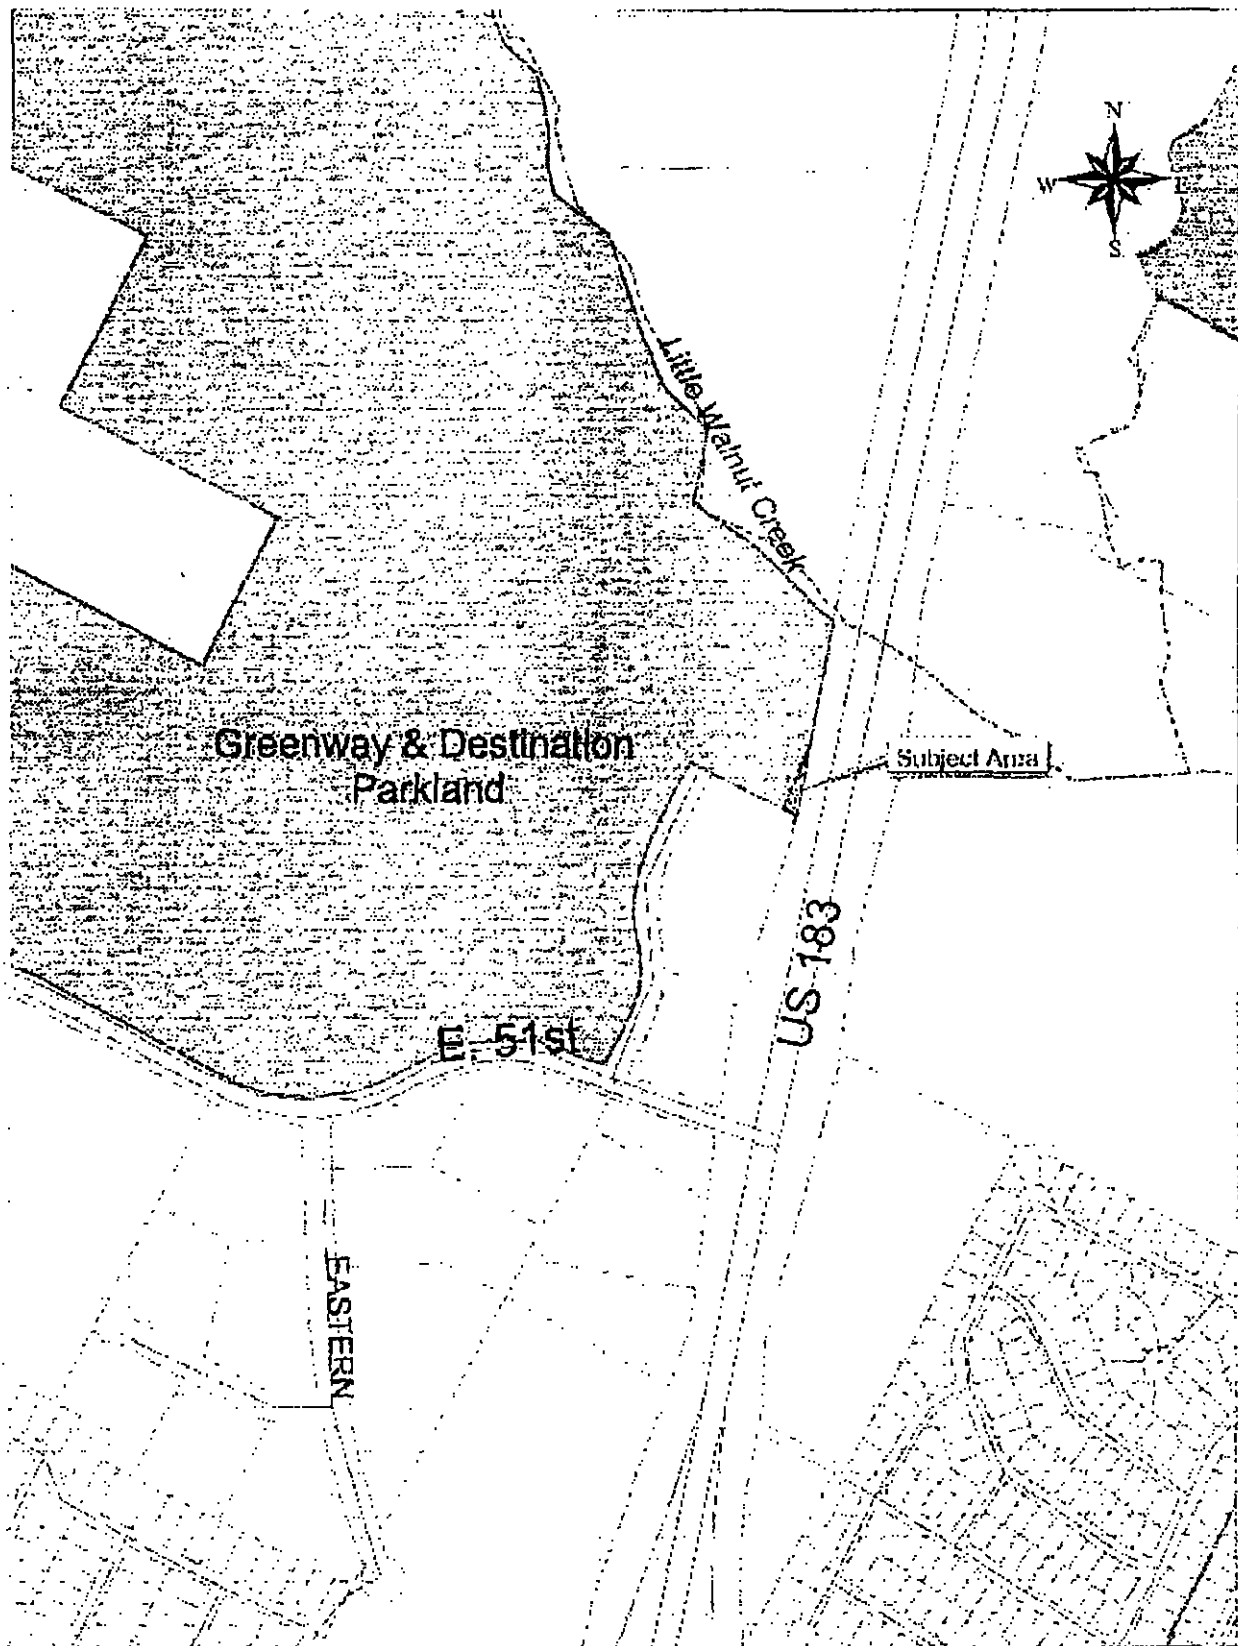 N
W
E
S
Little Walnut Creek
Greenway & Destination
Parkland
Subject Area
US 183
E. 51st
EASTERN